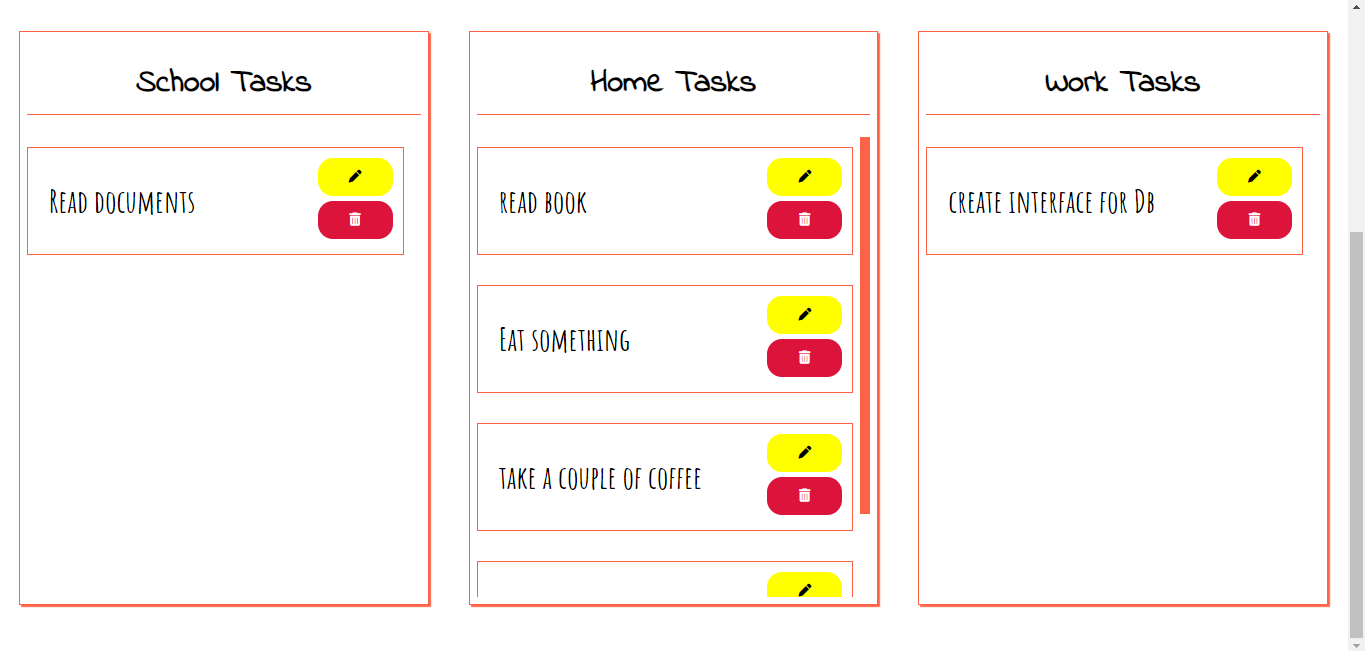 School Tasks
Read documents
Home Tasks
read book
Eat something
take a couple of coffee
Work Tasks
create interface for Db